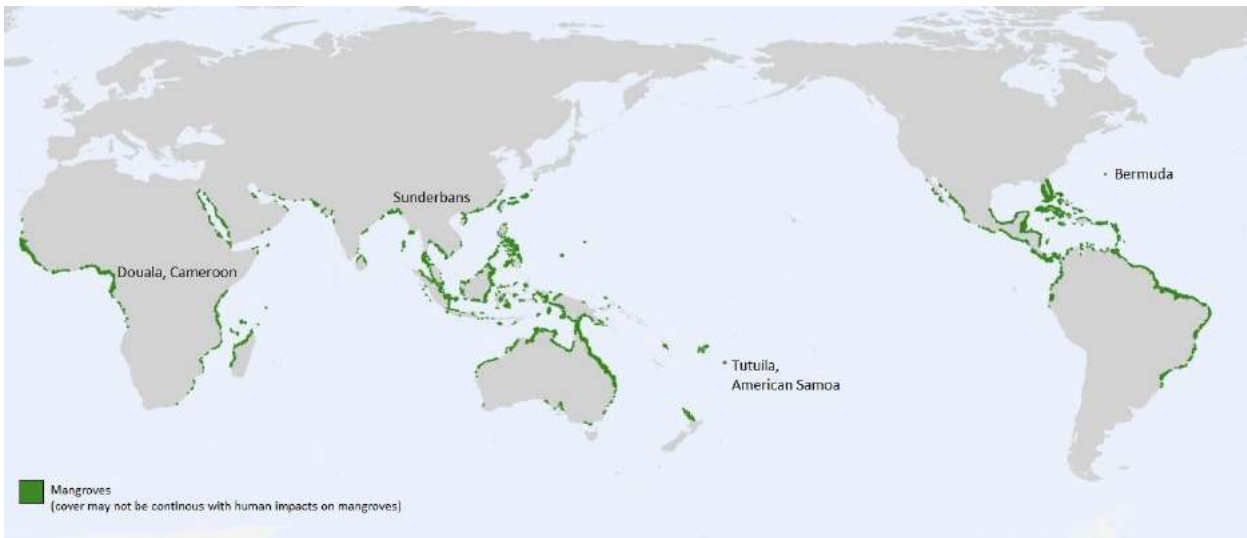 Bermuda
Sunderbans
Douala, Cameroon
Tutuila,
American Samoa
Mangroves
(cover may not be continous with human impacts on mangroves)